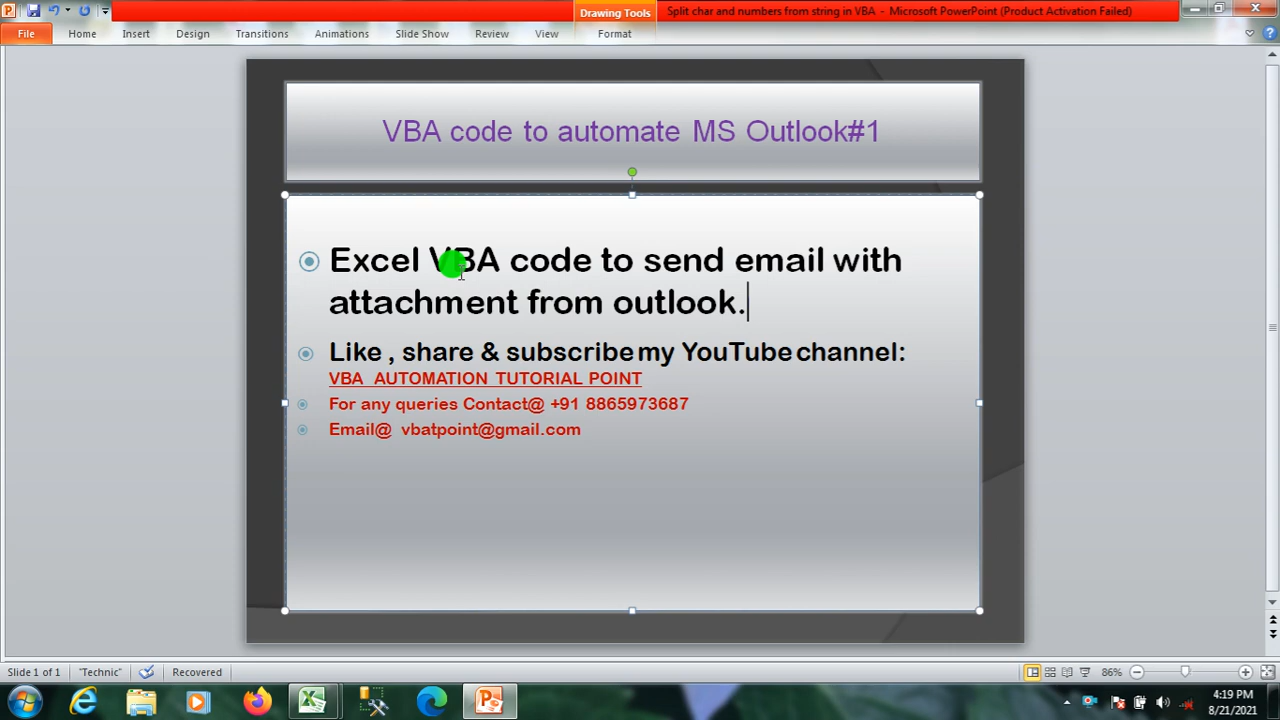 Drawing Tools
Split char and numbers from string in VBA - Microsoft PowerPoint (Product Activation Failed)
File Home Insert Design Transitions Animations Slide Show Review View Format
VBA code to automate MS Outlook#1
Excel VBA code to send email with
attachment from outlook.
Like , share & subscribe my YouTube channel:
VBA AUTOMATION TUTORIAL POINT
For any queries Contact@ +91 8865973687
Email@ vbatpoint@gmail.com
Slide 1 of 1 "Technic" Recovered 86%
4:19 PM
8/21/2021